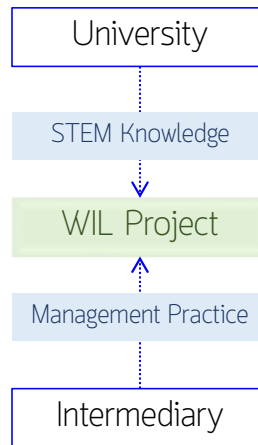 University
STEM Knowledge
WIL Project
Management Practice
Intermediary